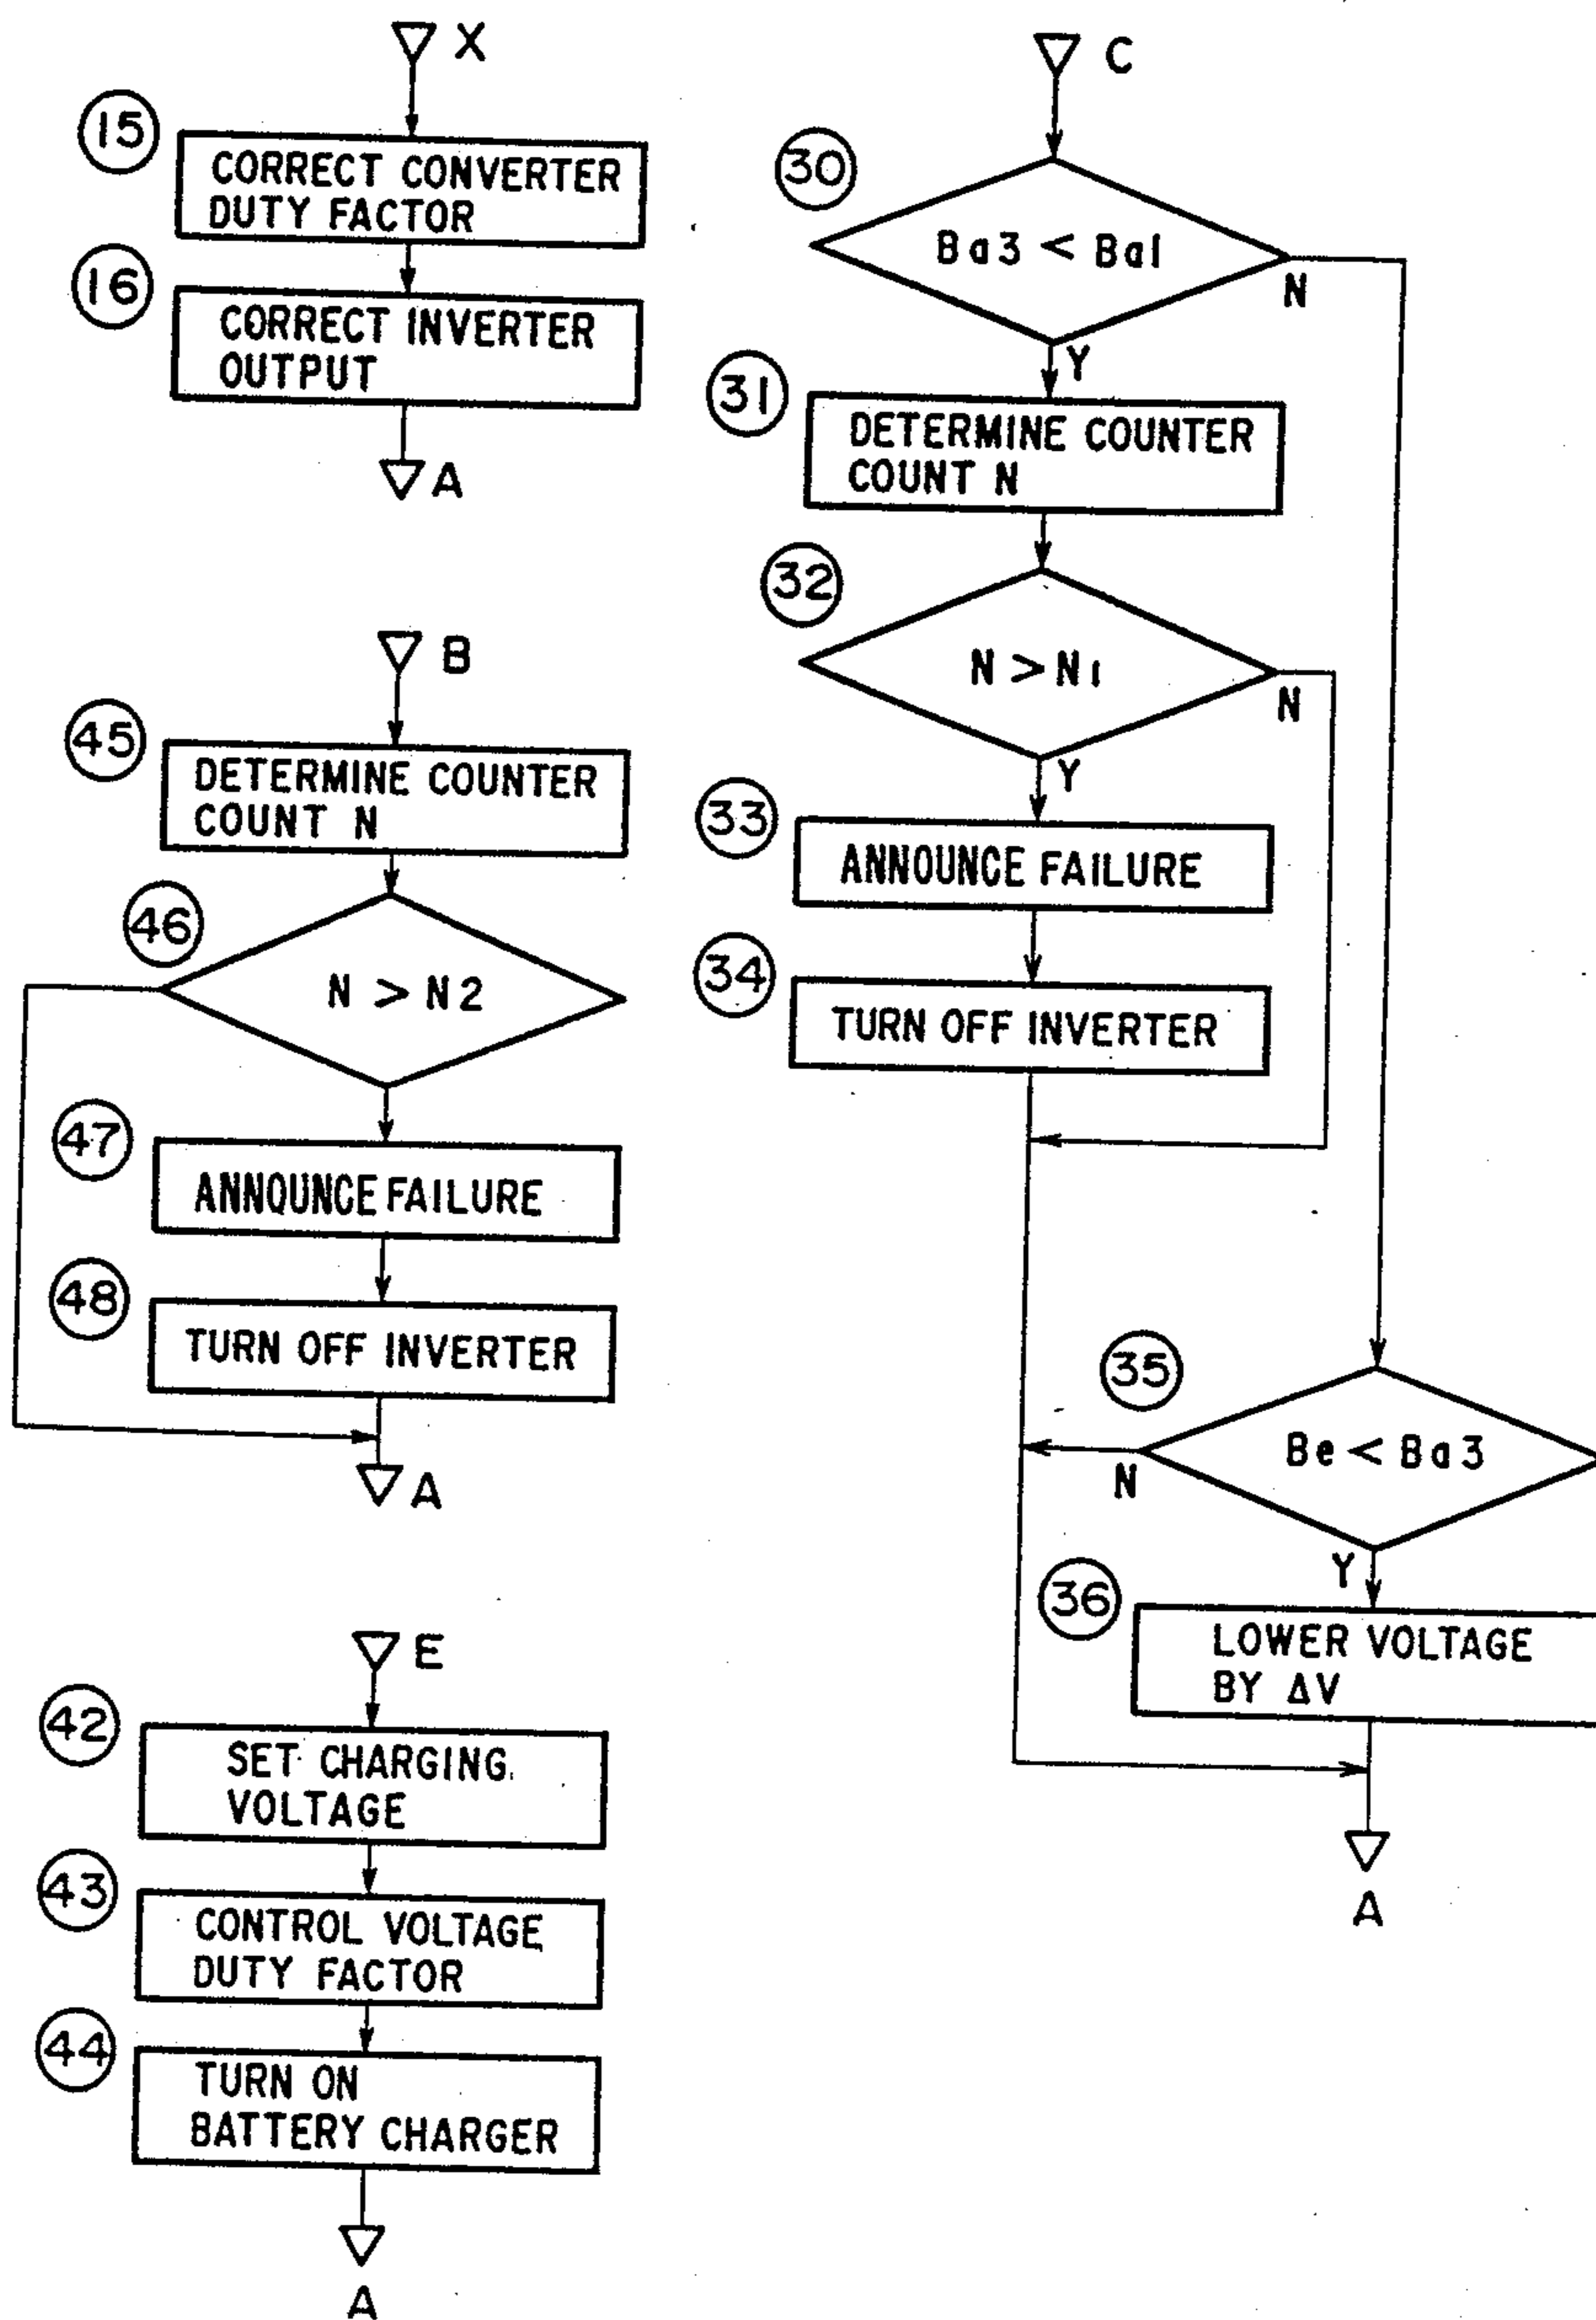 X
15
CORRECT CONVERTER
DUTY FACTOR
16
CORRECT INVERTER
OUTPUT
A
B
45
DETERMINE COUNTER
COUNT N
46
N > N2
47
ANNOUNCE FAILURE
48
TURN OFF INVERTER
A
E
42
SET CHARGING
VOLTAGE
43
CONTROL VOLTAGE
DUTY FACTOR
44
TURN ON
BATTERY CHARGER
A
C
30
Ba3 < Ba1
N
Y
31
DETERMINE COUNTER
COUNT N
32
N > N1
N
Y
33
ANNOUNCE FAILURE
34
TURN OFF INVERTER
35
Be < Ba3
N
Y
36
LOWER VOLTAGE
BY ΔV
A